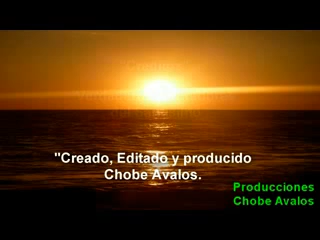 "Creado, Editado y producido
Chobe Avalos.
Producciones
Chobe Avalos